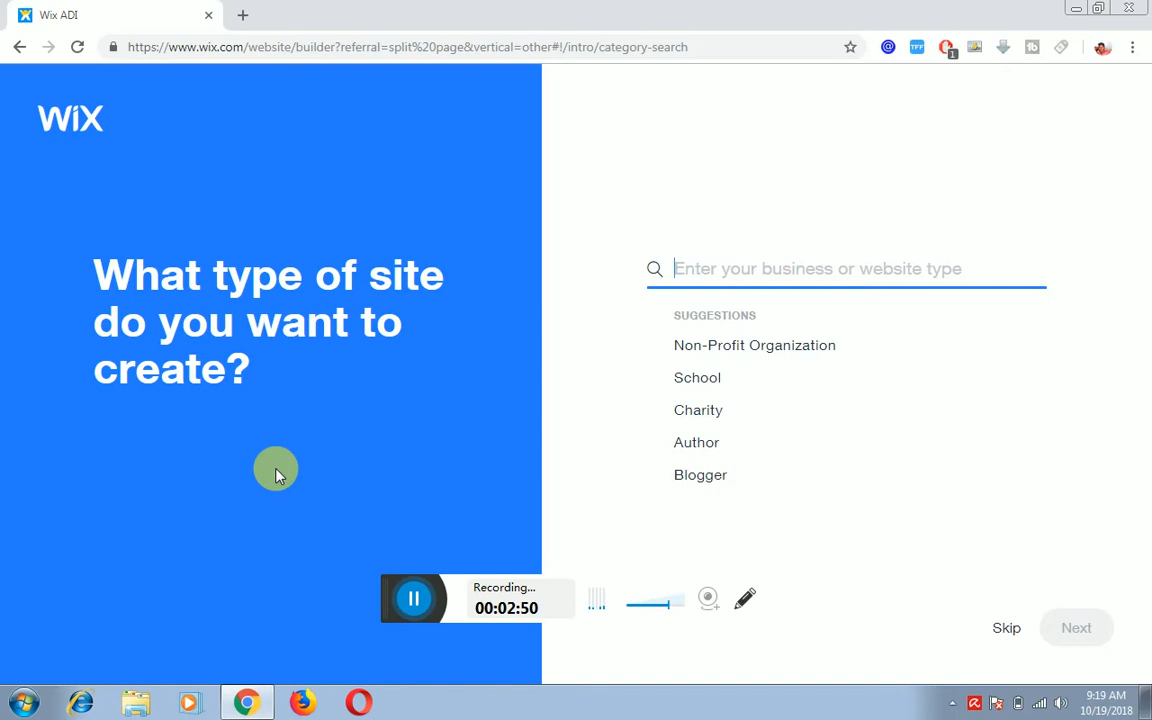 Wix ADI
https://www.wix.com/website/builder?referral=split%20page&vertical=other#!/intro/category-search
TFF
1
WiX
What type of site
do you want to
create?
Enter your business or website type
SUGGESTIONS
Non-Profit Organization
School
Charity
Author
Blogger
Recording...
00:02:50
Skip
Next
9:19 AM
10/19/2018